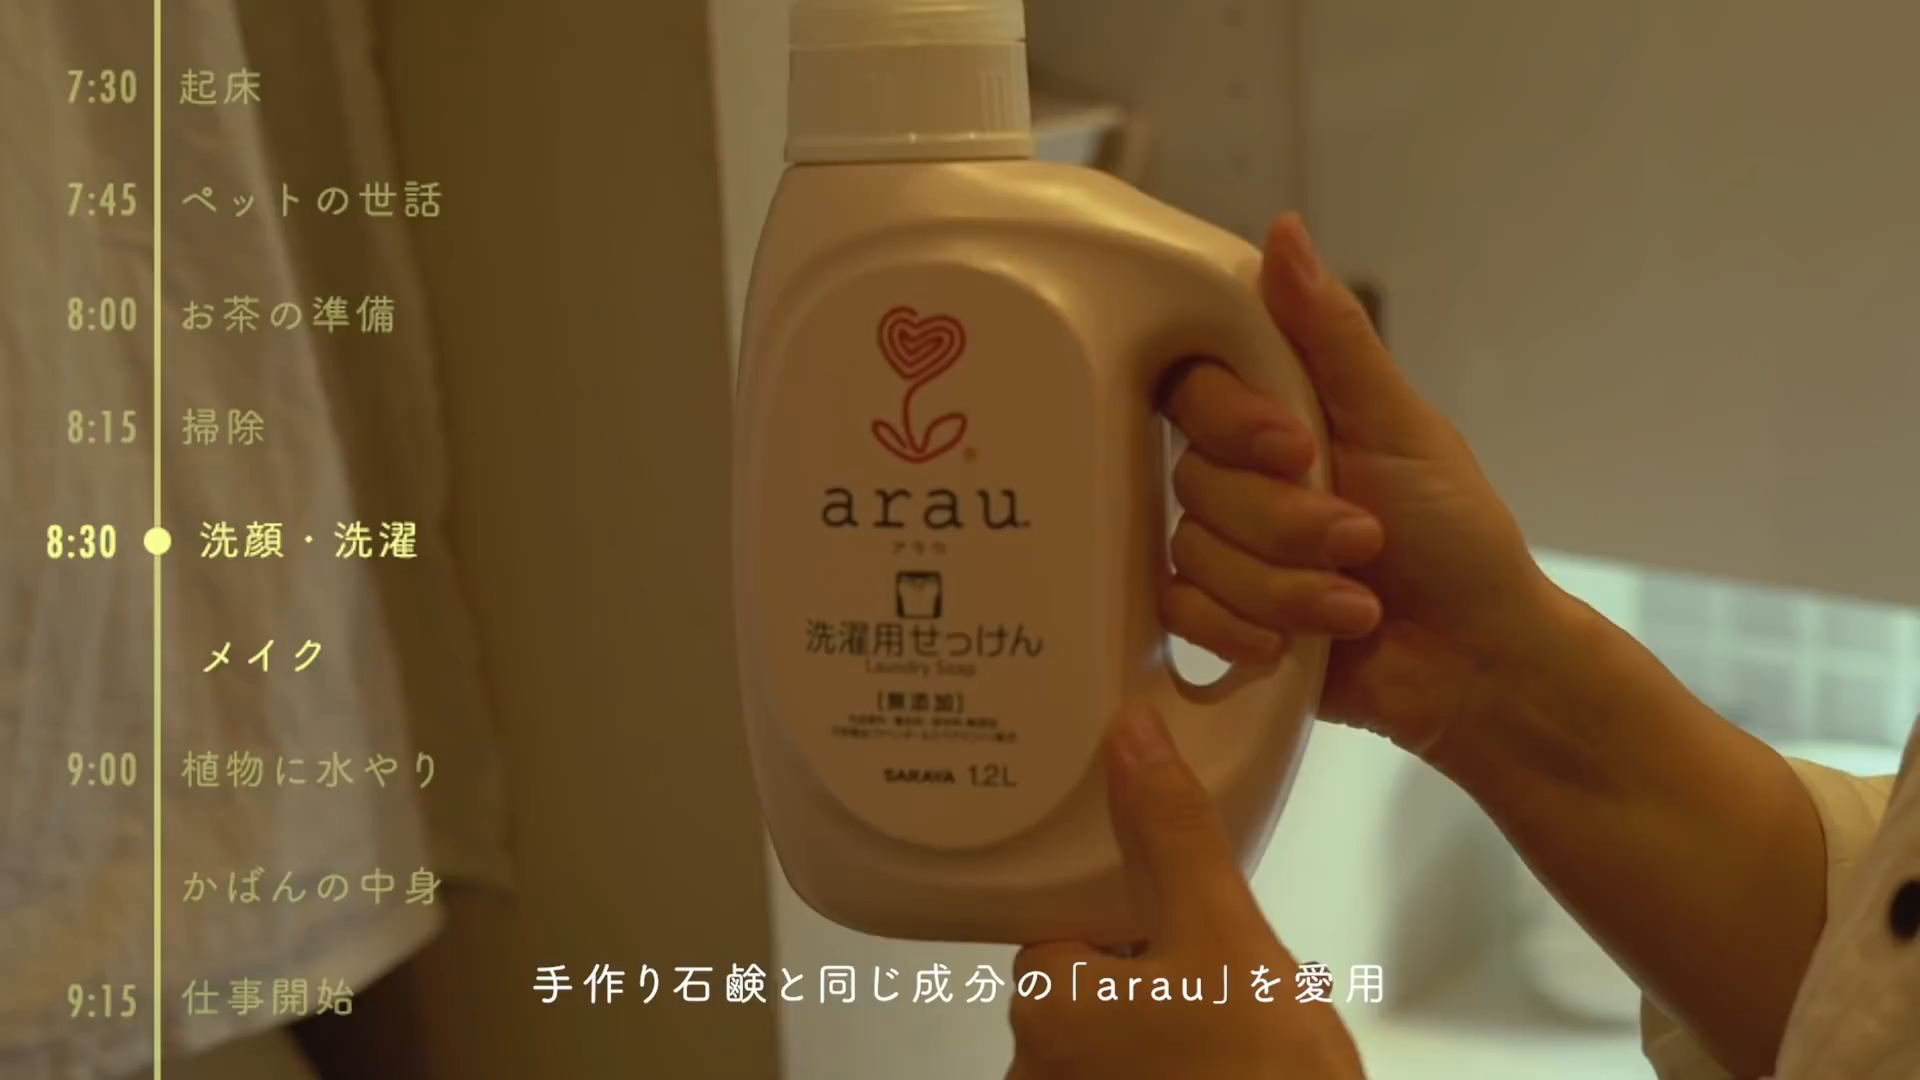 7:30 起床
7:45 ペットの世話
8:00 お茶の準備
8:15 掃除
8:30 洗顔・洗濯
メイク
9:00 植物に水やり
かばんの中身
9:15 仕事開始
arau.
アラウ
洗濯用せっけん
Laundry Soap
[無添加]
SARAYA 1.2L
手作り石鹸と同じ成分の「arau」を愛用